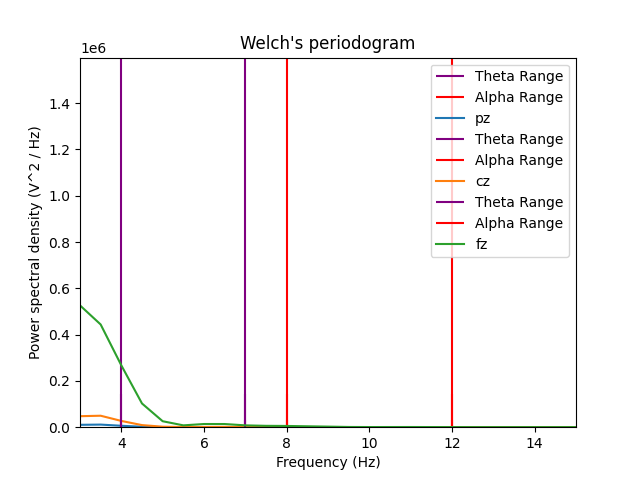 Welch's periodogram
1e6
Power spectral density (V^2 / Hz)
1.4
1.2
1.0
0.8
0.6
0.4
0.2
0.0
4
6
8
10
12
14
Frequency (Hz)
Theta Range
Alpha Range
pz
Theta Range
Alpha Range
cz
Theta Range
Alpha Range
fz